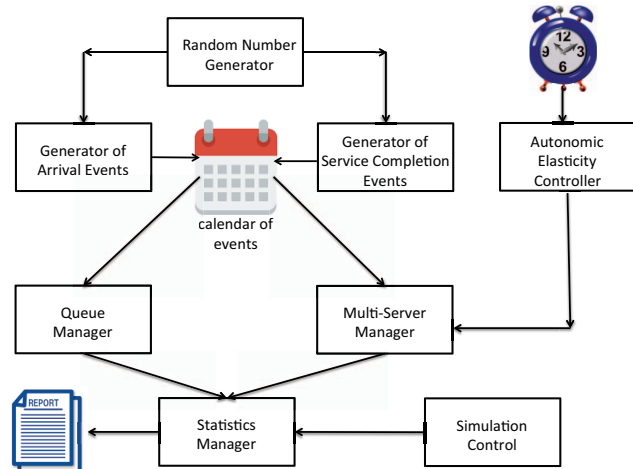 Random Number
Generator
12
9
3
6
Generator of
Arrival Events
Generator of
Service Completion
Events
Autonomic
Elasticity
Controller
calendar of
events
Queue
Manager
Multi-Server
Manager
REPORT
Statistics
Manager
Simulation
Control